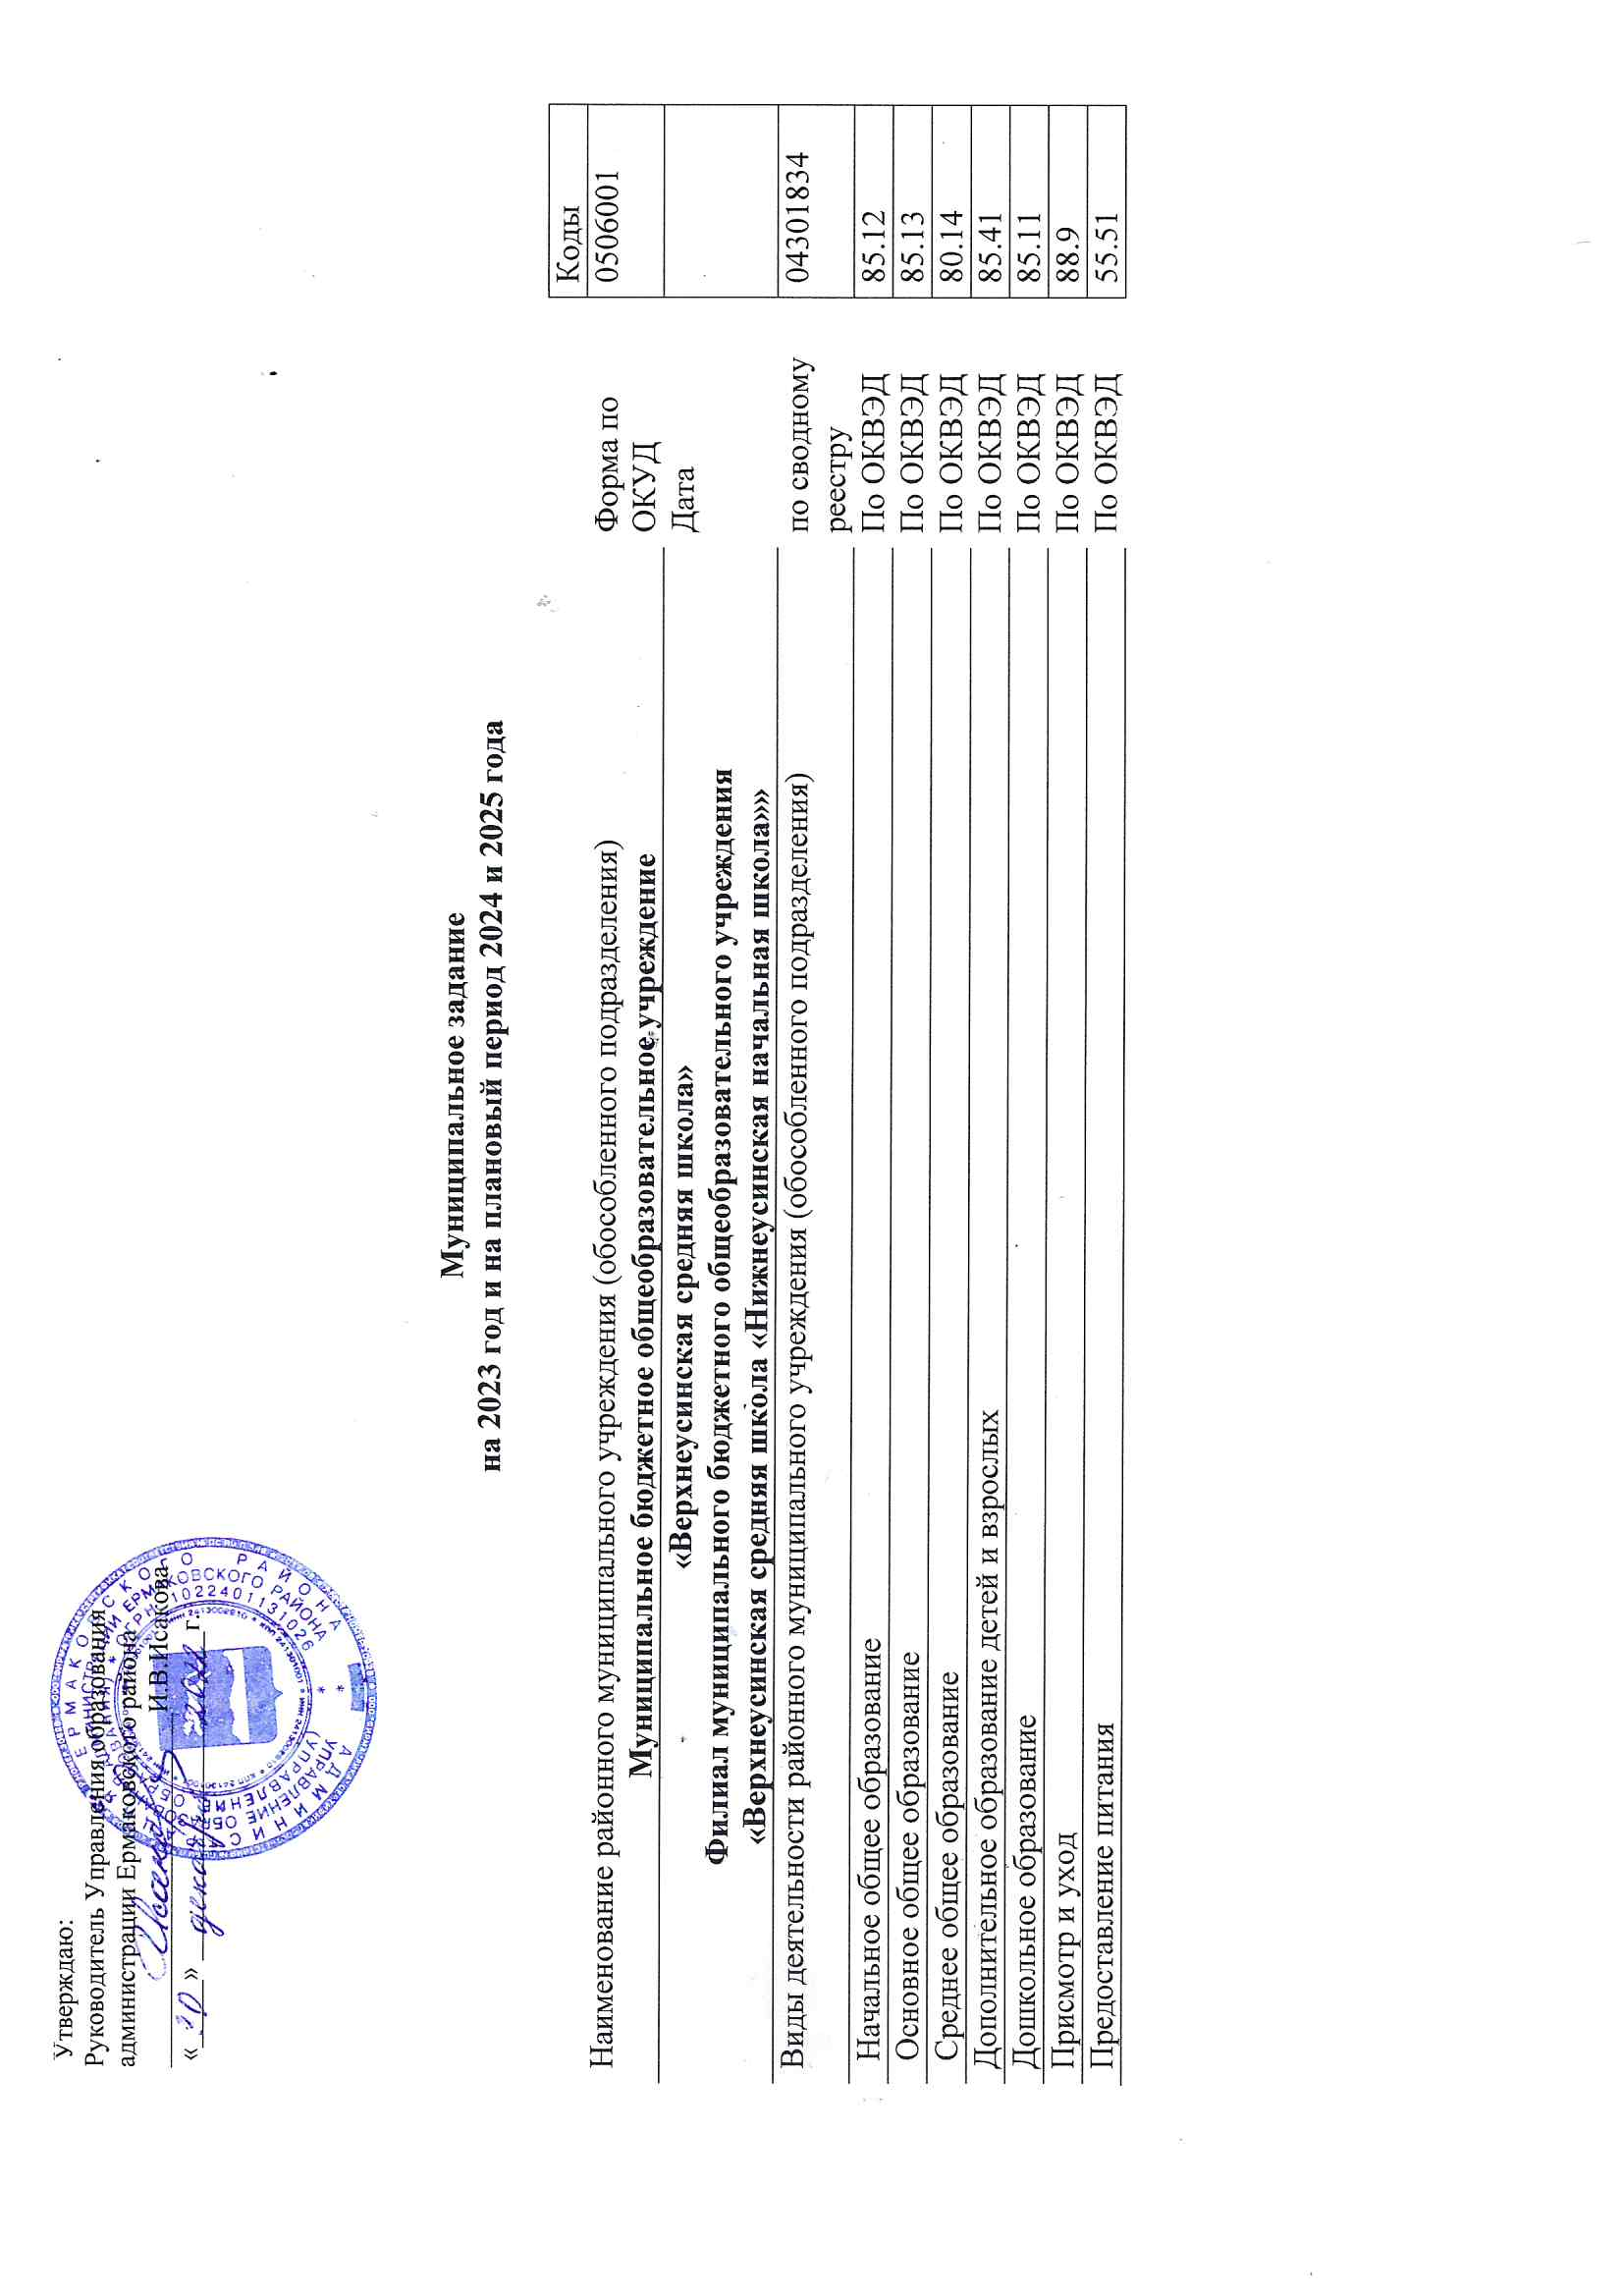 Утверждаю:
Руководитель Управления образования
администрации Ермаковского района
И.В.Исакова
« » декабря г.
Муниципальное задание
на 2023 год и на плановый период 2024 и 2025 года
Коды
Наименование районного муниципального учреждения (обособленного подразделения) Форма по 0506001
Муниципальное бюджетное общеобразовательное учреждение ОКУД
«Верхнеусинская средняя школа» Дата
Филиал муниципального бюджетного общеобразовательного учреждения
«Верхнеусинская средняя школа «Нижнеусинская начальная школа»»
Виды деятельности районного муниципального учреждения (обособленного подразделения) по сводному 04301834
реестру
Начальное общее образование По ОКВЭД 85.12
Основное общее образование По ОКВЭД 85.13
Среднее общее образование По ОКВЭД 80.14
Дополнительное образование детей и взрослых По ОКВЭД 85.41
Дошкольное образование По ОКВЭД 85.11
Присмотр и уход По ОКВЭД 88.9
Предоставление питания По ОКВЭД 55.51